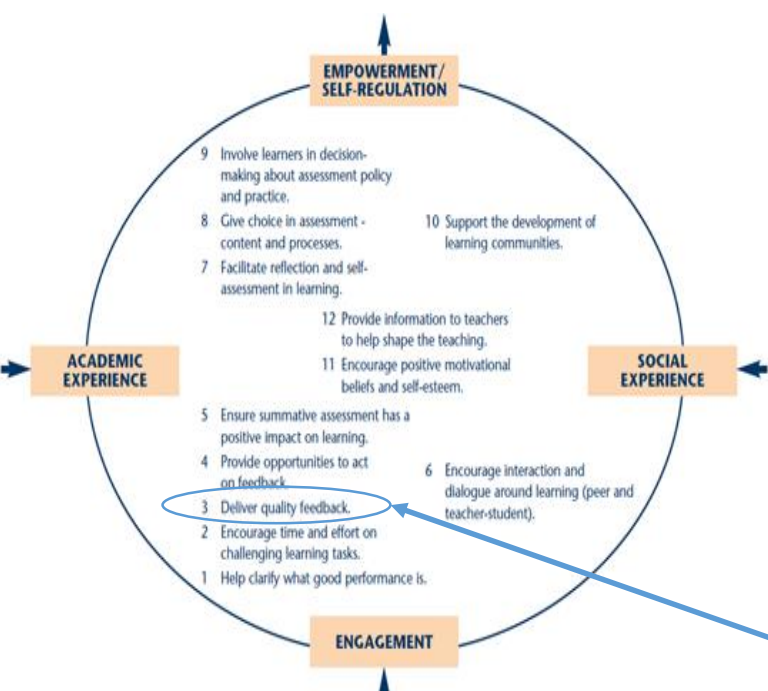 EMPOWERMENT/
SELF-REGULATION
9 Involve learners in decision-
making about assessment policy
and practice.
8 Give choice in assessment -
content and processes.
7 Facilitate reflection and self-
assessment in learning.
10 Support the development of
learning communities.
12 Provide information to teachers
to help shape the teaching.
11 Encourage positive motivational
beliefs and self-esteem.
ACADEMIC
EXPERIENCE
SOCIAL
EXPERIENCE
5 Ensure summative assessment has a
positive impact on learning.
4 Provide opportunities to act
on feedback.
3 Deliver quality feedback.
2 Encourage time and effort on
challenging learning tasks.
1 Help clarify what good performance is.
6 Encourage interaction and
dialogue around learning (peer and
teacher-student).
ENGAGEMENT